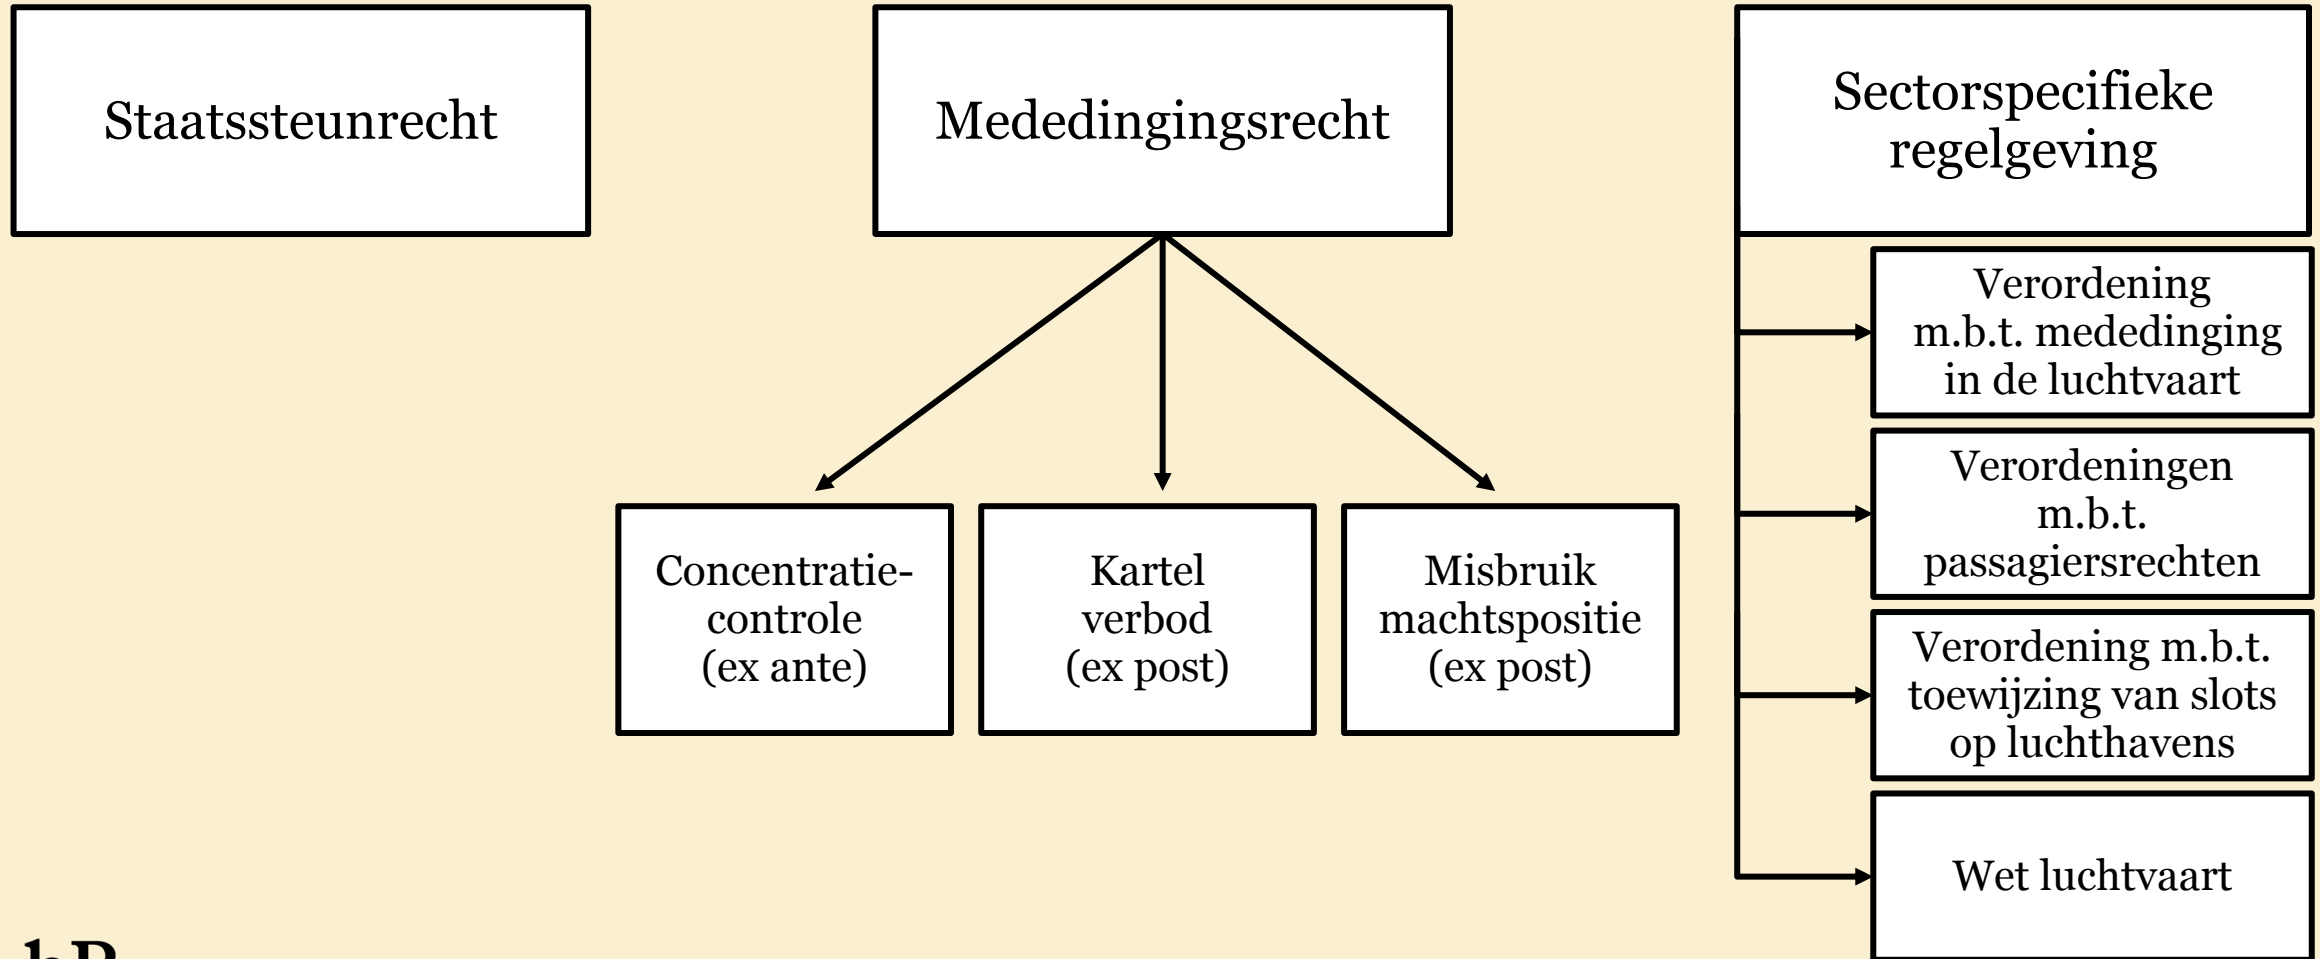 Staatssteunrecht
Mededingingsrecht
Sectorspecifieke
regelgeving
Verordening
m.b.t. mededinging
in de luchtvaart
Verordeningen
m.b.t.
passagiersrechten
Concentratie-
controle
(ex ante)
Kartel
verbod
(ex post)
Misbruik
machtspositie
(ex post)
Verordening m.b.t.
toewijzing van slots
op luchthavens
Wet luchtvaart